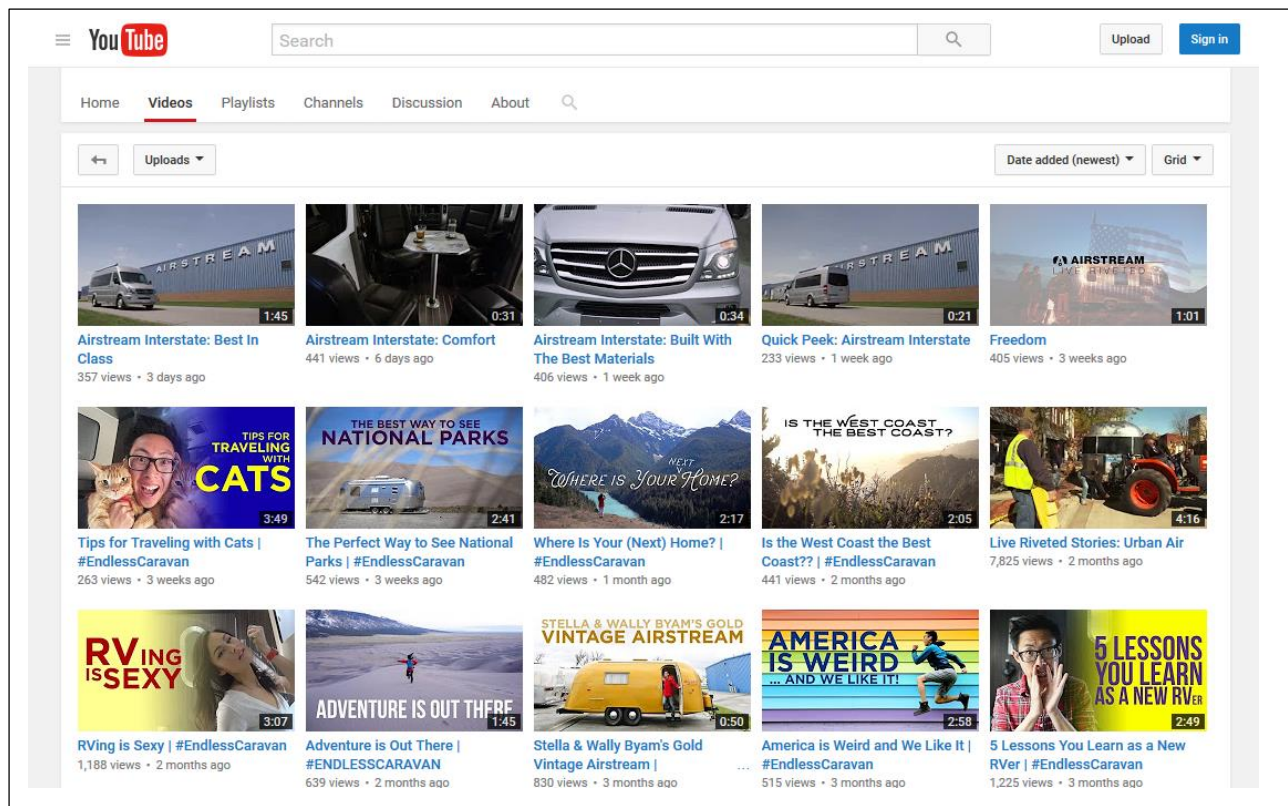 YouTube
Search
Upload
Sign in
Home Videos Playlists Channels Discussion About
Uploads
Date added (newest)
Grid
AIRSTREAM
1:45
Airstream Interstate: Best In
Class
357 views • 3 days ago
0:31
Airstream Interstate: Comfort
441 views • 6 days ago
0:34
Airstream Interstate: Built With
The Best Materials
406 views • 1 week ago
AIRSTREAM
0:21
Quick Peek: Airstream Interstate
233 views • 1 week ago
AIRSTREAM
LIVE RIVETED
1:01
Freedom
405 views • 3 weeks ago
TIPS FOR
TRAVELING
WITH
CATS
3:49
Tips for Traveling with Cats |
#EndlessCaravan
263 views • 3 weeks ago
THE BEST WAY TO SEE
NATIONAL PARKS
2:41
The Perfect Way to See National
Parks | #EndlessCaravan
542 views • 3 weeks ago
NEXT
WHERE IS YOUR HOME?
2:17
Where Is Your (Next) Home? |
#EndlessCaravan
482 views • 1 month ago
IS THE WEST COAST
THE BEST COAST?
2:05
Is the West Coast the Best
Coast?? | #EndlessCaravan
441 views • 2 months ago
4:16
Live Riveted Stories: Urban Air
7,825 views • 2 months ago
RVING
IS SEXY
3:07
RVing is Sexy | #EndlessCaravan
1,188 views • 2 months ago
ADVENTURE IS OUT THERE
1:45
Adventure is Out There |
#ENDLESSCARAVAN
639 views • 2 months ago
STELLA & WALLY BYAM'S GOLD
VINTAGE AIRSTREAM
0:50
Stella & Wally Byam's Gold
Vintage Airstream | ...
830 views • 3 months ago
AMERICA
IS WEIRD
... AND WE LIKE IT!
2:58
America is Weird and We Like It |
#EndlessCaravan
515 views • 3 months ago
5 LESSONS
YOU LEARN
AS A NEW RVER
2:49
5 Lessons You Learn as a New
RVer | #EndlessCaravan
1,225 views • 3 months ago